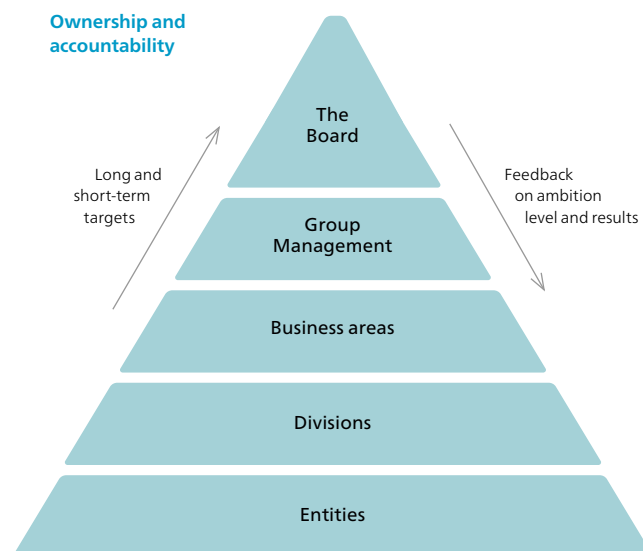 Ownership and
accountability
The
Board
Long and
short-term
targets
Feedback
on ambition
level and results
Group
Management
Business areas
Divisions
Entities